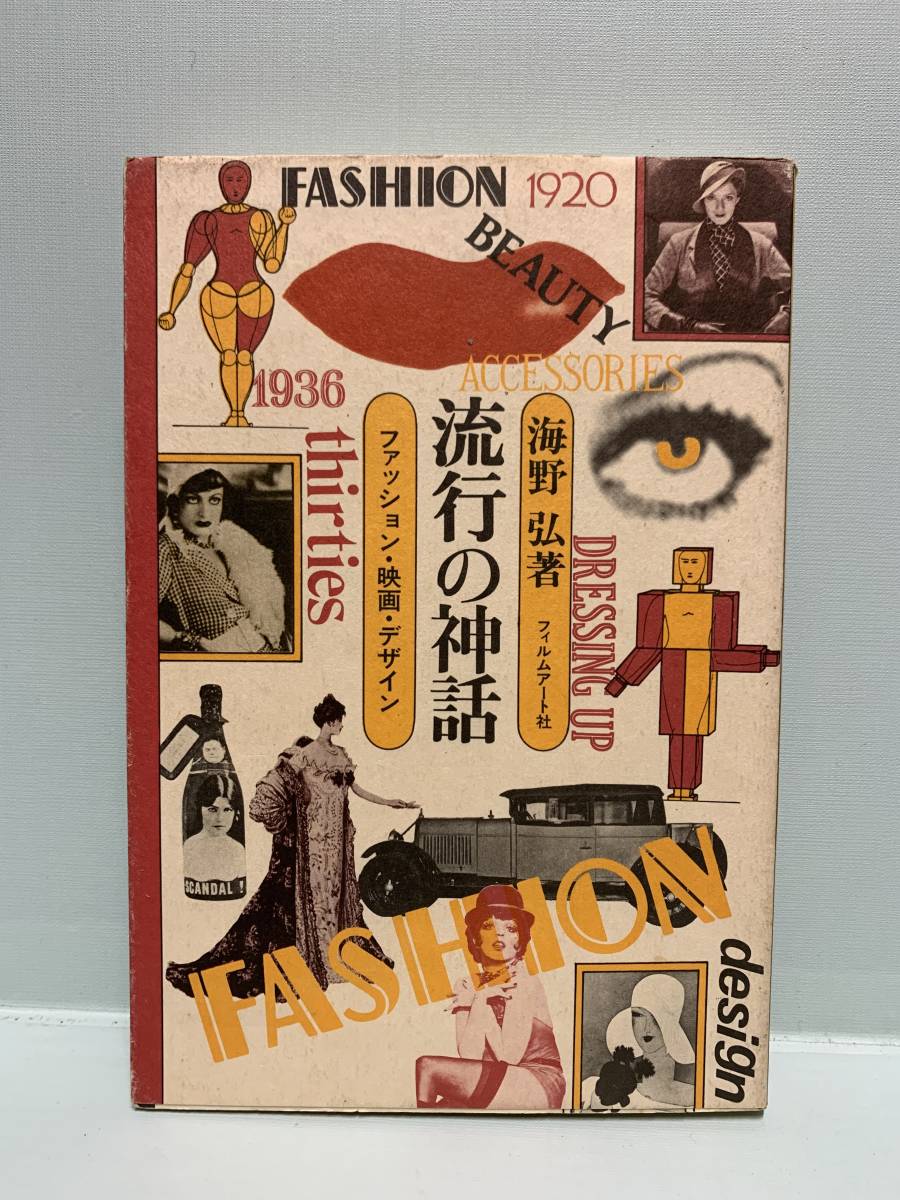 FASHION 1920
BEAUTY
ACCESSORIES
1936
thirties
海野 弘著 フィルムアート社
流行の神話
ファッション・映画・デザイン
DRESSING UP
SCANDAL!
FASHION
design